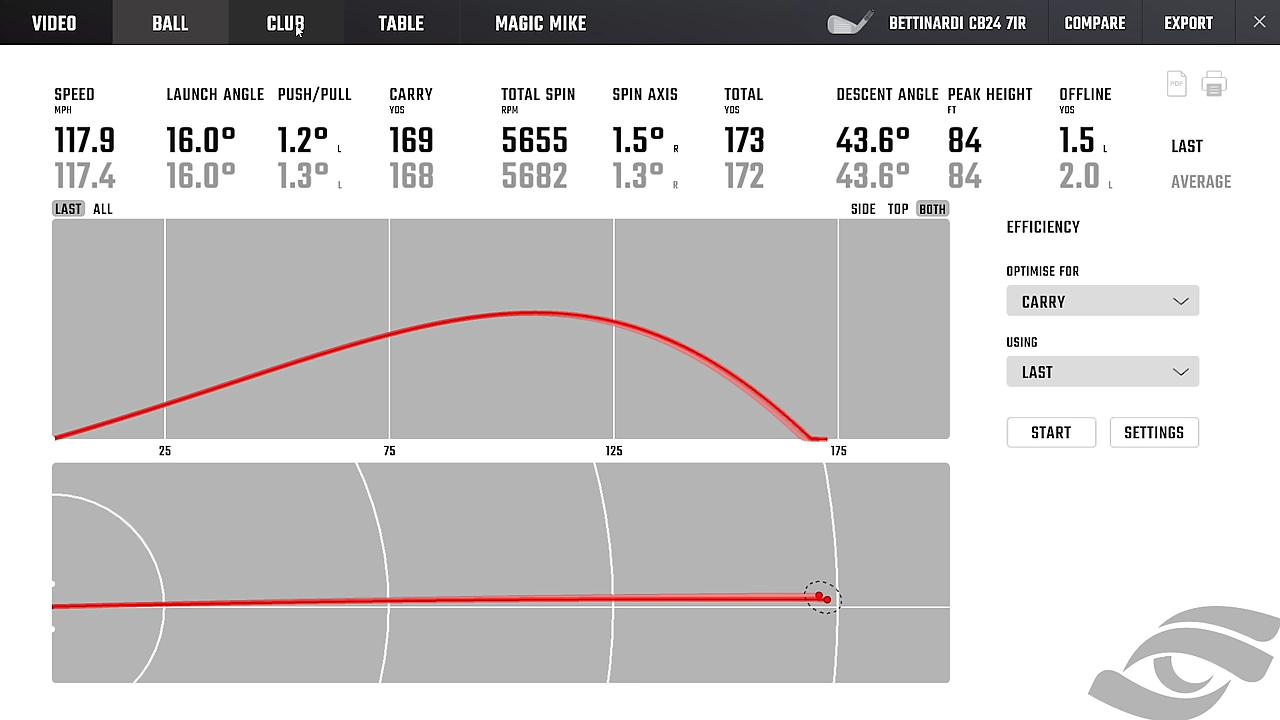 VIDEO BALL CLUB TABLE MAGIC MIKE BETTINARDI CB24 7IR COMPARE EXPORT
PDF
SPEED LAUNCH ANGLE PUSH/PULL CARRY TOTAL SPIN SPIN AXIS TOTAL DESCENT ANGLE PEAK HEIGHT OFFLINE
MPH YDS RPM YDS FT YDS
117.9 16.0° 1.2° L 169 5655 1.5° R 173 43.6° 84 1.5 L LAST
117.4 16.0° 1.3° L 168 5682 1.3° R 172 43.6° 84 2.0 L AVERAGE
LAST ALL SIDE TOP BOTH
EFFICIENCY
OPTIMISE FOR
CARRY
USING
LAST
START SETTINGS
25 75 125 175